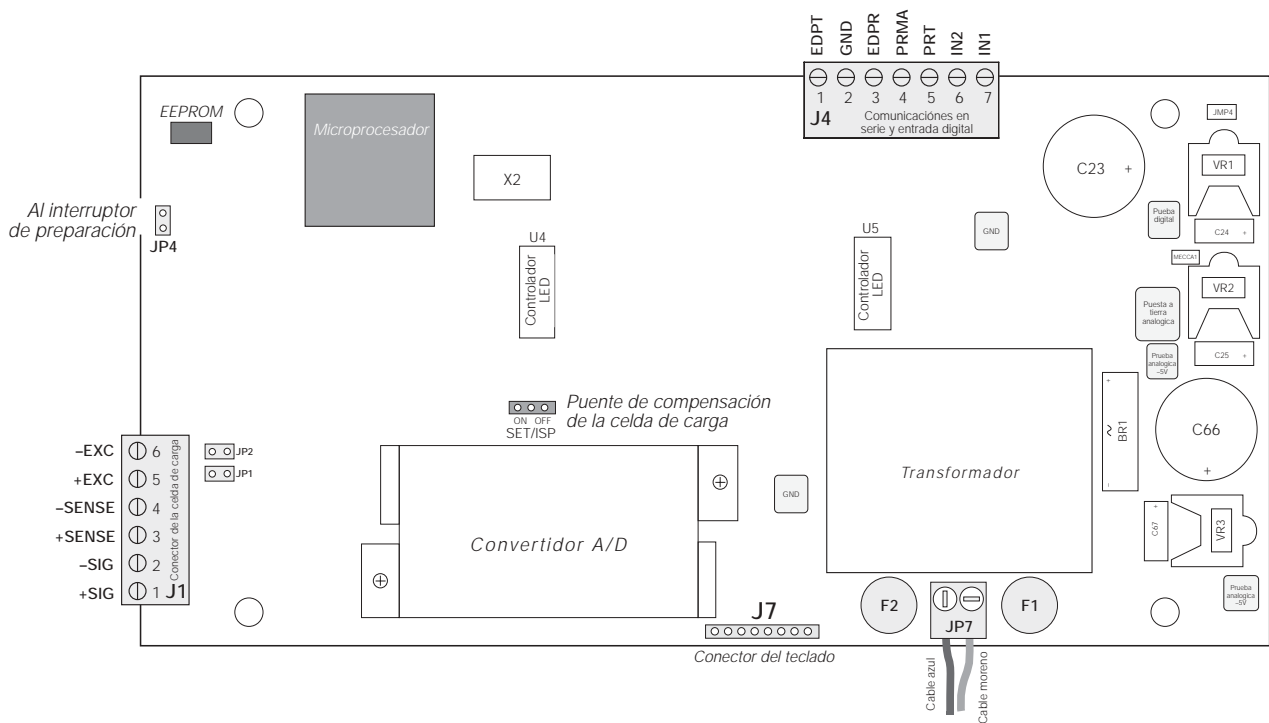 EDPT
GND
EDPR
PRMA
PRT
IN2
IN1
1 2 3 4 5 6 7
J4
Comunicaciónes en
serie y entrada digital
EEPROM
Microprocesador
X2
C23 +
JMP4
VR1
Pueba
digital
C24 +
Al interruptor
de preparación
JP4
U4
Controlador
LED
U5
Controlador
LED
GND
MECCA1
VR2
Puesta a
tierra
analogica
C25 +
Prueba
analogica
–5V
Puente de compensación
de la celda de carga
ON OFF
SET/ISP
–EXC 6
+EXC 5
–SENSE 4
+SENSE 3
–SIG 2
+SIG 1
Conector de la celda de carga
J1
JP2
JP1
Convertidor A/D
GND
Transformador
+
~
BR1
–
C66
+
+
C67
VR3
Prueba
analogica
–5V
F2
JP7
F1
J7
Conector del teclado
Cable azul
Cable moreno